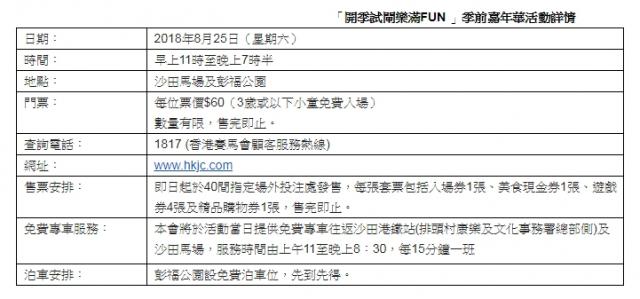 「開季試閘樂滿FUN 」季前嘉年華活動詳情
日期： 2018年8月25日（星期六）
時間： 早上11時至晚上7時半
地點： 沙田馬場及彭福公園
門票： 每位票價$60（3歲或以下小童免費入場）
數量有限，售完即止。
查詢電話： 1817 (香港賽馬會顧客服務熱線)
網址： www.hkjc.com
售票安排： 即日起於40間指定場外投注處發售，每張套票包括入場券1張、美食現金券1張、遊戲
券4張及精品購物券1張，售完即止。
免費專車服務： 本會將於活動當日提供免費專車往返沙田港鐵站(排頭村康樂及文化事務署總部側)及
沙田馬場，服務時間由上午11至晚上8：30，每15分鐘一班
泊車安排： 彭福公園設免費泊車位，先到先得。